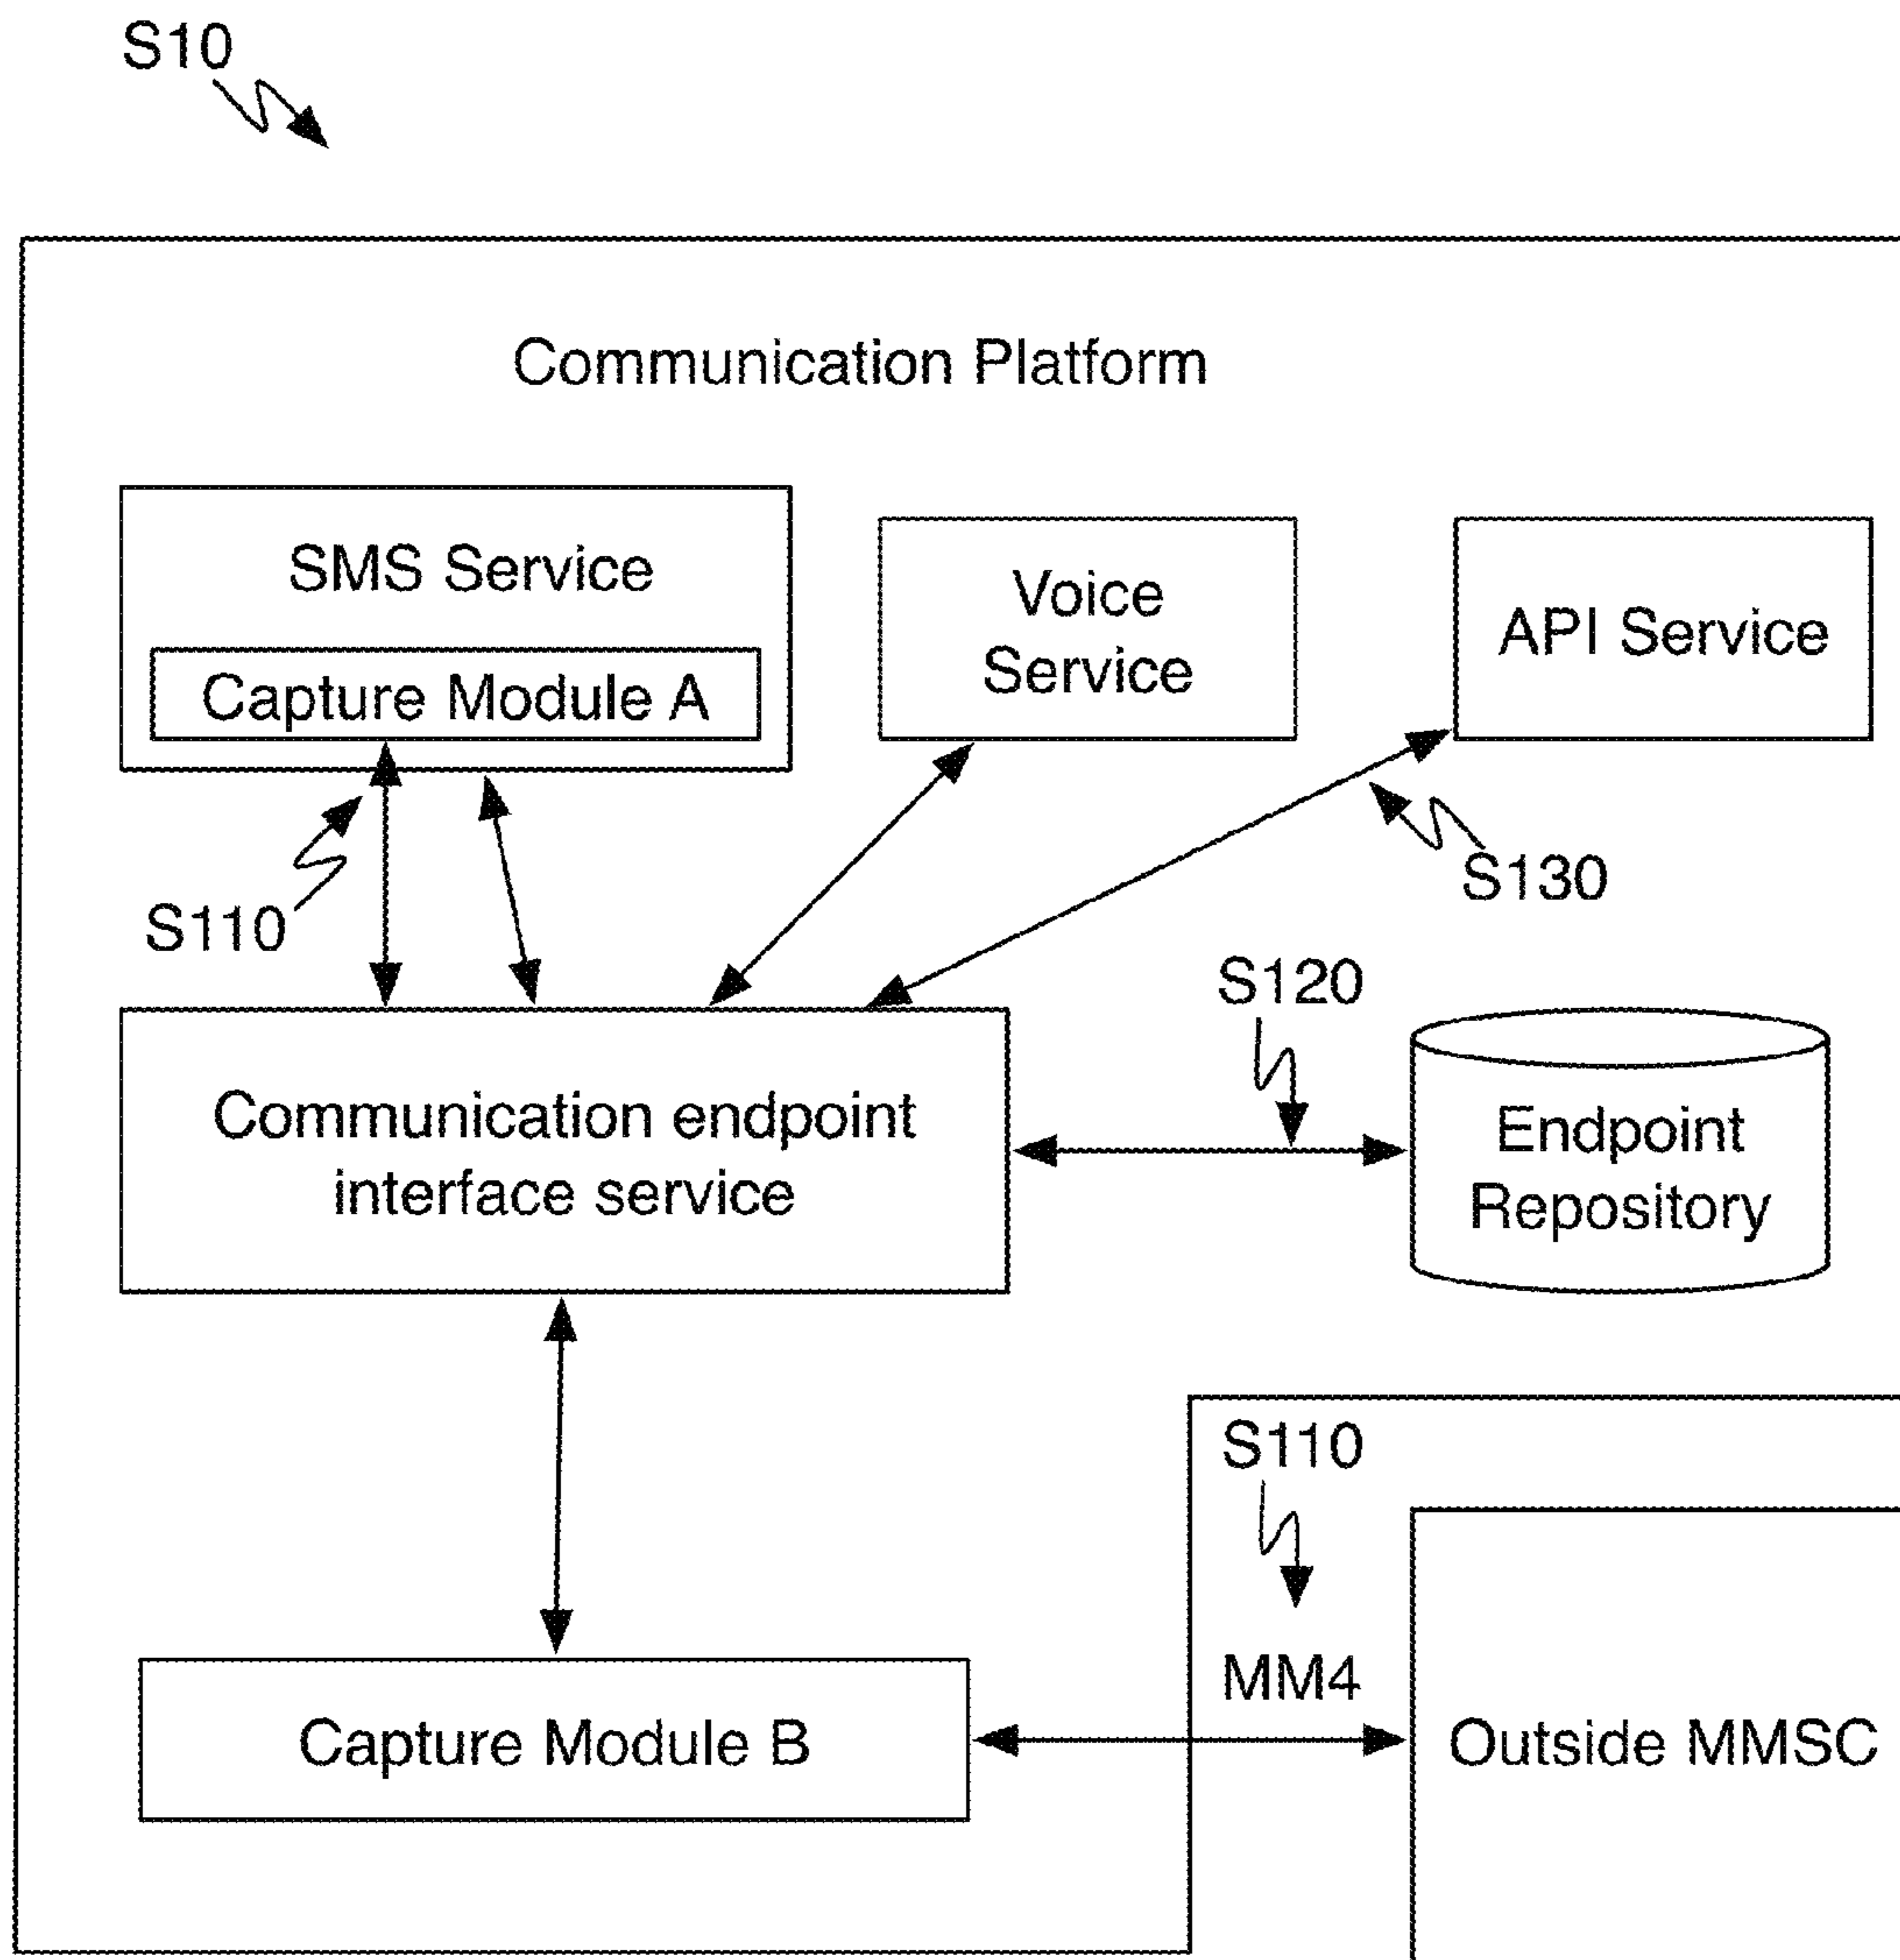 S10
Communication Platform
SMS Service
Capture Module A
Voice
Service
API Service
S110
S130
S120
Communication endpoint
interface service
Endpoint
Repository
S110
MM4
Capture Module B
Outside MMSC